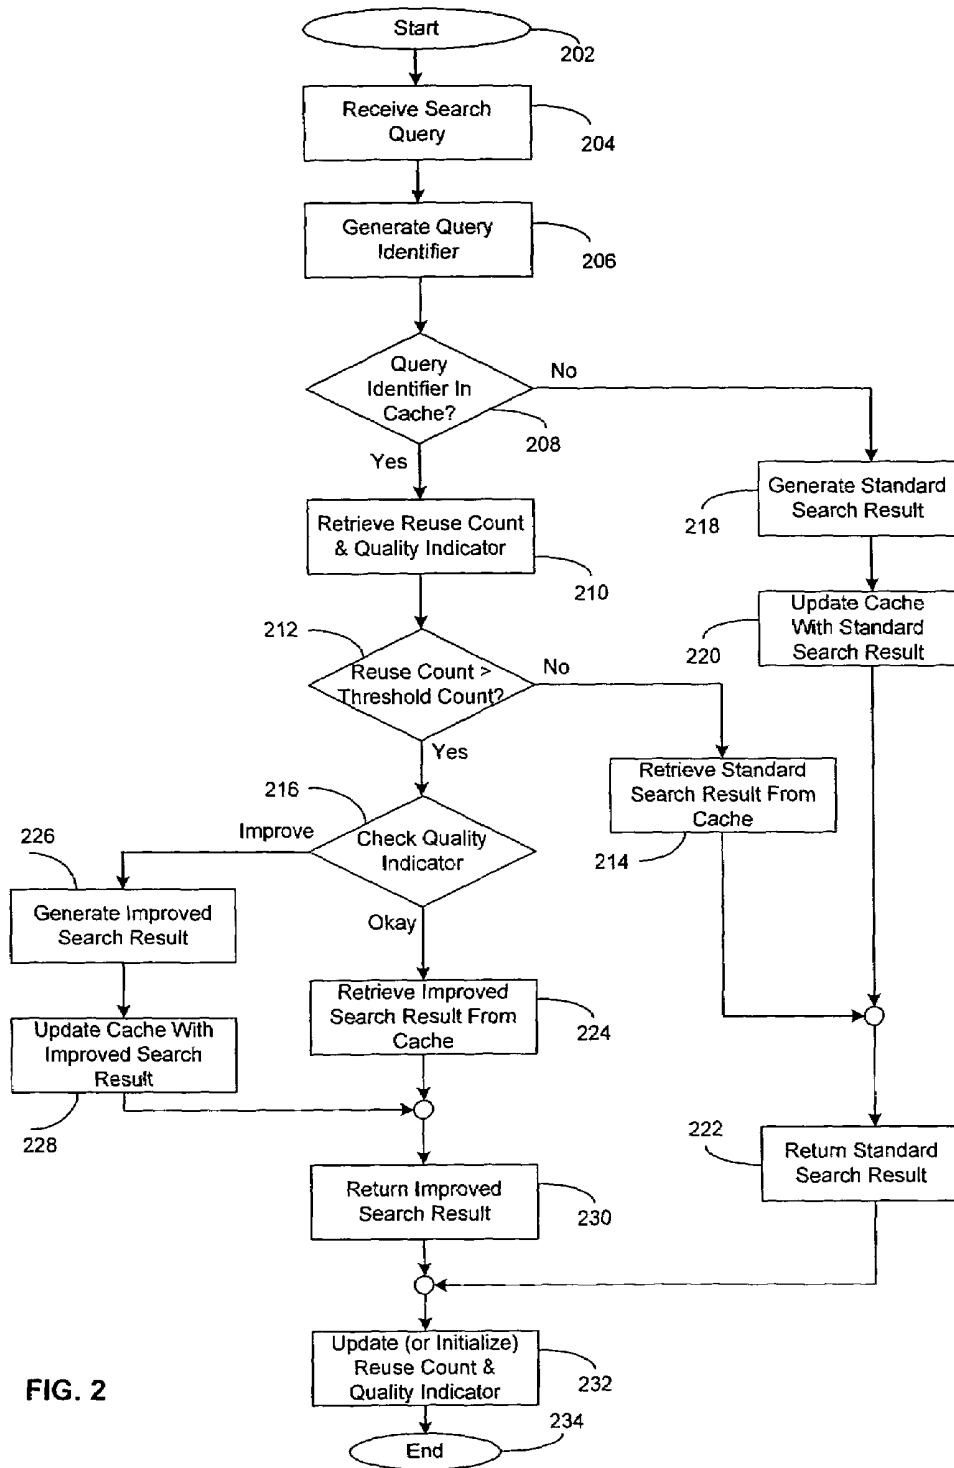 Start
202
Receive Search
Query
204
Generate Query
Identifier
206
Query
Identifier In
Cache?
208
No
Yes
Generate Standard
Search Result
218
Retrieve Reuse Count
& Quality Indicator
210
Update Cache
With Standard
Search Result
220
212
Reuse Count >
Threshold Count?
No
Yes
Retrieve Standard
Search Result From
Cache
214
216
Check Quality
Indicator
Improve
Okay
226
Generate Improved
Search Result
Retrieve Improved
Search Result From
Cache
224
Update Cache With
Improved Search
Result
228
222
Return Standard
Search Result
Return Improved
Search Result
230
Update (or Initialize)
Reuse Count &
Quality Indicator
232
FIG. 2
234
End